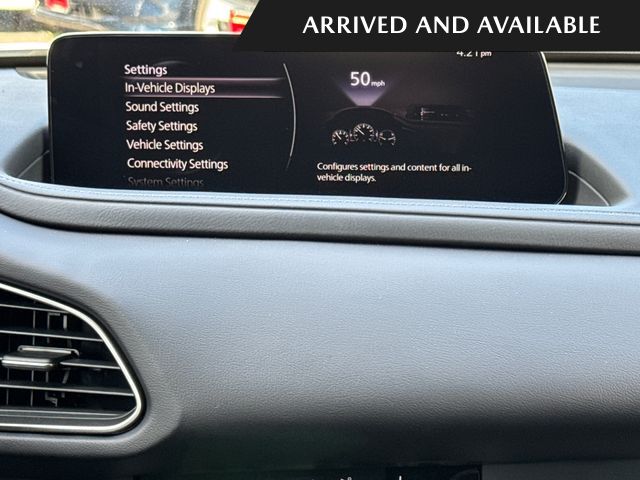 ARRIVED AND AVAILABLE
4:21 pm
Settings
In-Vehicle Displays
Sound Settings
Safety Settings
Vehicle Settings
Connectivity Settings
System Settings
50 mph
Configures settings and content for all in-
vehicle displays.